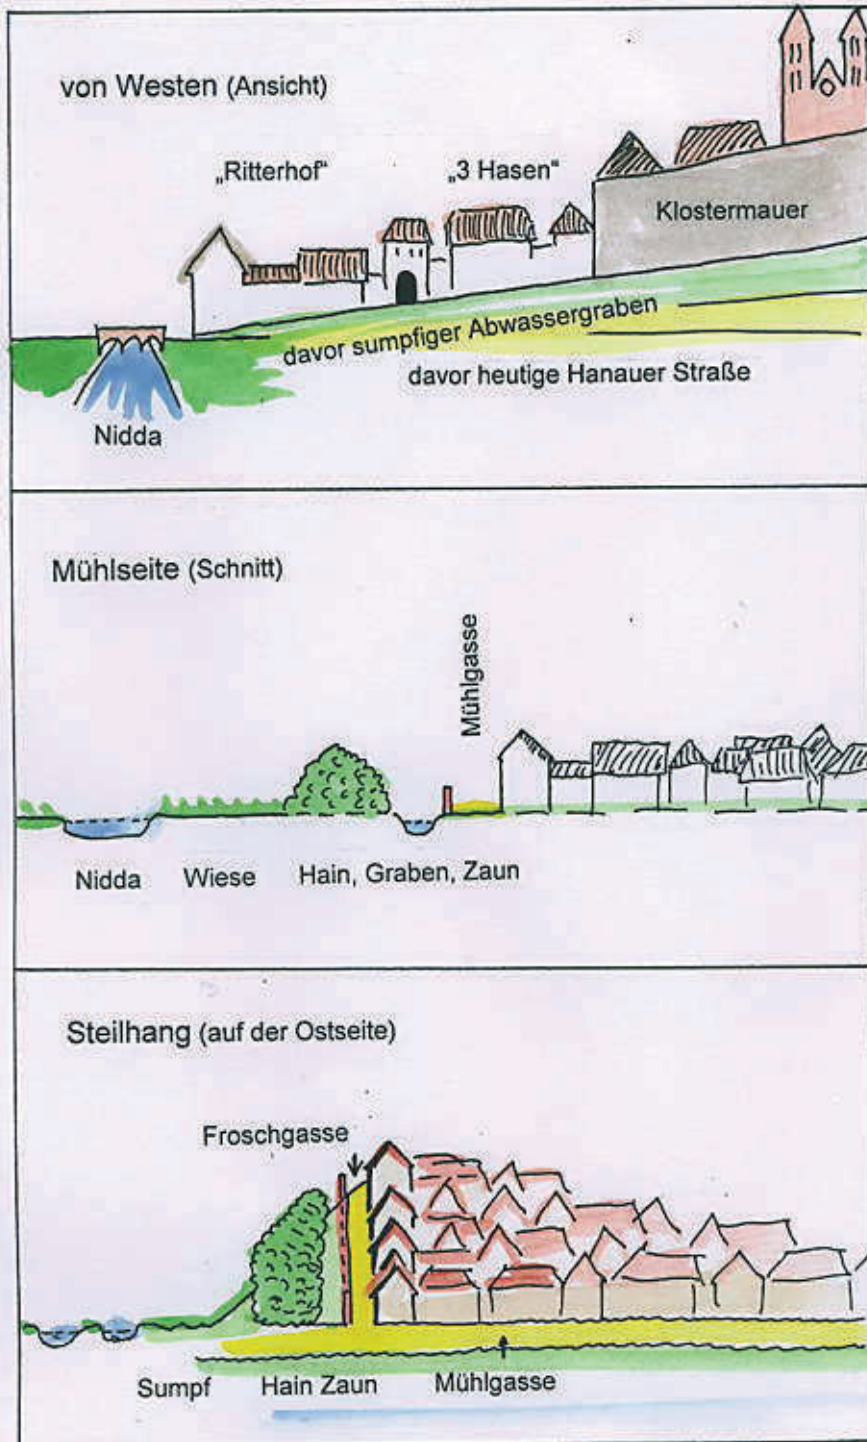 von Westen (Ansicht)
„Ritterhof“
„3 Hasen“
Klostermauer
davor sumpfiger Abwassergraben
davor heutige Hanauer Straße
Nidda
Mühlseite (Schnitt)
Mühlgasse
Nidda Wiese Hain, Graben, Zaun
Steilhang (auf der Ostseite)
Froschgasse
Sumpf Hain Zaun Mühlgasse